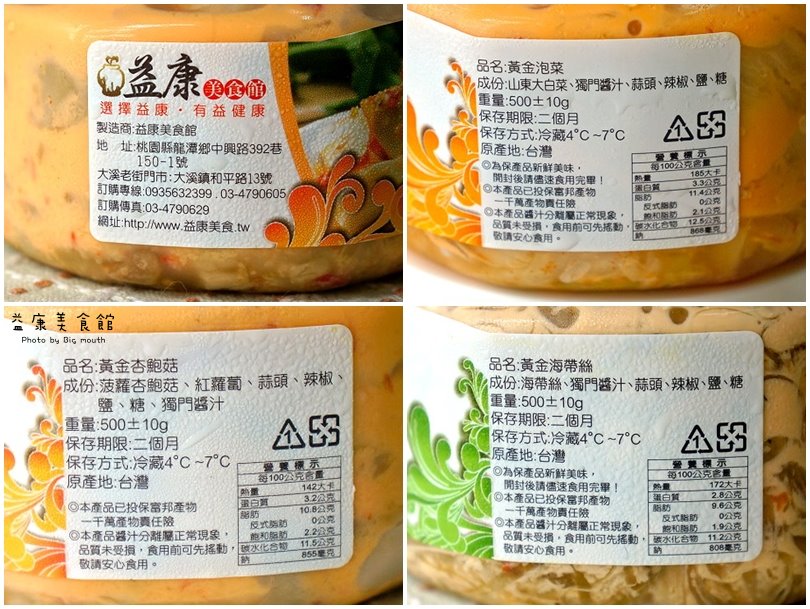 益康美食館
選擇益康・有益健康
製造商:益康美食館
地 址:桃園縣龍潭鄉中興路392巷
150-1號
大溪老街門市:大溪鎮和平路13號
訂購專線:0935632399 . 03-4790605
訂購傳真:03-4790629
網址:http://www.益康美食.tw
品名:黃金泡菜
成份:山東大白菜、獨門醬汁、蒜頭、辣椒、鹽、糖
重量:500±10g
保存期限:二個月
保存方式:冷藏4°C ~7°C
原產地:台灣
◎為保產品新鮮美味，
開封後請儘速食用完畢！
◎本產品已投保富邦產物
一千萬產物責任險
◎本產品醬汁分離屬正常現象，
品質未受損，食用前可先搖動，
敬請安心食用。
1
營養標示
每100公克含量
熱量 185大卡
蛋白質 3.3公克
脂肪 11.4公克
反式脂肪 0公克
飽和脂肪 2.1公克
碳水化合物 12.5公克
鈉 868毫克
益康美食館
Photo by Big mouth
品名:黃金杏鮑菇
成份:菠蘿杏鮑菇、紅蘿蔔、蒜頭、辣椒、
鹽、糖、獨門醬汁
重量:500±10g
保存期限:二個月
保存方式:冷藏4°C ~7°C
原產地:台灣
◎本產品已投保富邦產物
一千萬產物責任險
◎本產品醬汁分離屬正常現象，
品質未受損，食用前可先搖動，
敬請安心食用。
1
營養標示
每100公克含量
熱量 142大卡
蛋白質 3.2公克
脂肪 10.8公克
反式脂肪 0公克
飽和脂肪 2.2公克
碳水化合物 11.5公克
鈉 855毫克
品名:黃金海帶絲
成份:海帶絲、獨門醬汁、蒜頭、辣椒、鹽、糖
重量:500±10g
保存期限:二個月
保存方式:冷藏4°C ~7°C
原產地:台灣
◎為保產品新鮮美味，
開封後請儘速食用完畢！
◎本產品已投保富邦產物
一千萬產物責任險
◎本產品醬汁分離屬正常現象，
品質未受損，食用前可先搖動，
敬請安心食用。
1
營養標示
每100公克含量
熱量 172大卡
蛋白質 2.8公克
脂肪 9.6公克
反式脂肪 0公克
飽和脂肪 1.9公克
碳水化合物 11.2公克
鈉 808毫克